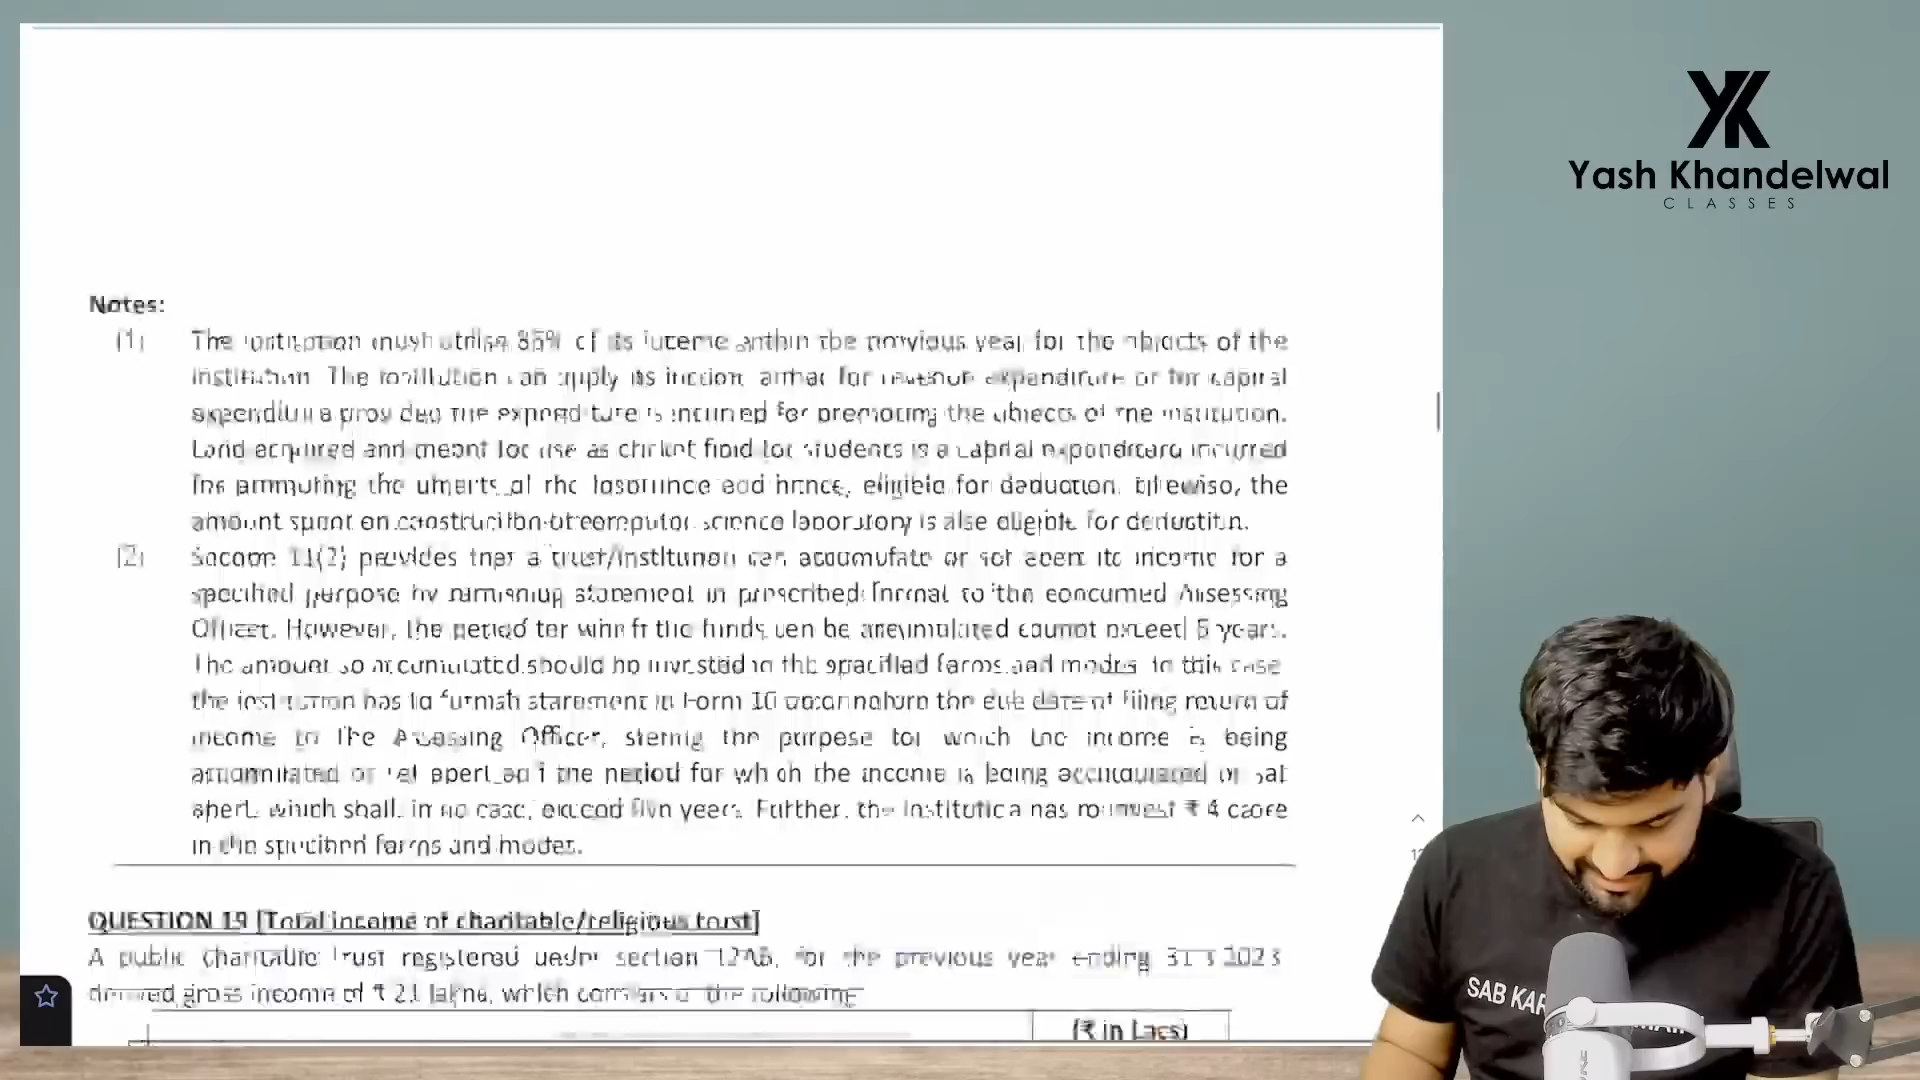 Yash Khandelwal
CLASSES
Notes:
(1) The institution must utilise 85% of its income within the previous year for the objects of the
institution. The institution can apply its income either for revenue expenditure or for capital
expenditure provided the expenditure is incurred for promoting the objects of the institution.
Land acquired and meant for use as cricket field for students is a capital expenditure incurred
for promoting the objects of the and hence, eligible for deduction. Likewise, the
amount spent on construction of computer science laboratory is also eligible for deduction.
(2) Section 11(2) provides that a trust/institution can accumulate or set apart its income for a
specified purpose by furnishing statement in prescribed format to the concerned Assessing
Officer. However, the period for which the funds can be accumulated cannot exceed 5 years.
The amount so accumulated should be invested in the specified forms and modes. In this case
the institution has to furnish statement in Form 10 the due date of filing return of
income to the Assessing Officer, stating the purpose for which the income is being
accumulated or set apart and the period for which the income is being accumulated or set
apart, which shall, in no case, exceed five years. Further, the institution has to invest ₹ 4 crore
in the specified forms and modes.
QUESTION 19 [Total income of charitable/religious trust]
A public charitable trust registered under section 12AB, for the previous year ending
derived gross income of ₹ 21 lakhs, which consists of the following
(₹ in Lacs)
SAB KAR